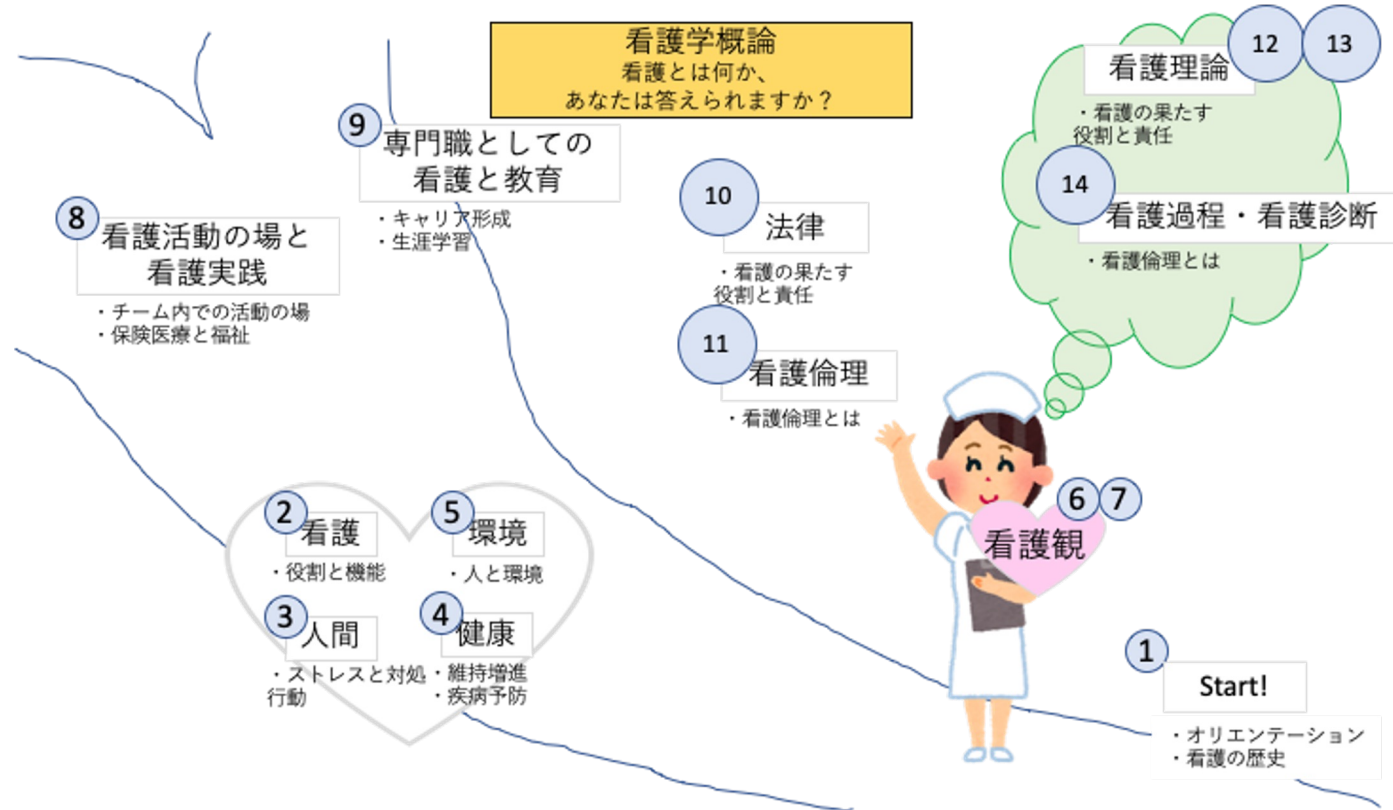 看護学概論
看護とは何か、
あなたは答えられますか？
12
13
看護理論
・看護の果たす
役割と責任
14
看護過程・看護診断
・看護倫理とは
9
専門職としての
看護と教育
・キャリア形成
・生涯学習
10
法律
・看護の果たす
役割と責任
8
看護活動の場と
看護実践
・チーム内での活動の場
・保険医療と福祉
11
看護倫理
・看護倫理とは
2
看護
・役割と機能
5
環境
・人と環境
3
人間
・ストレスと対処
行動
4
健康
・維持増進
・疾病予防
6
7
看護観
1
Start!
・オリエンテーション
・看護の歴史